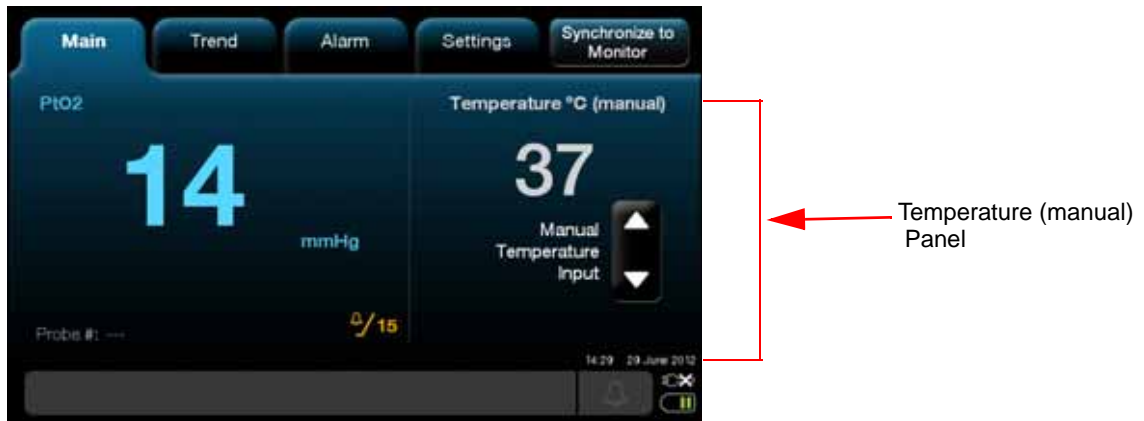 Main
Trend
Alarm
Settings
Synchronize to
Monitor
PtO2
14
mmHg
Probe #: ---
/ 15
Temperature °C (manual)
37
Manual
Temperature
Input
14:29 29 June 2012
Temperature (manual)
Panel